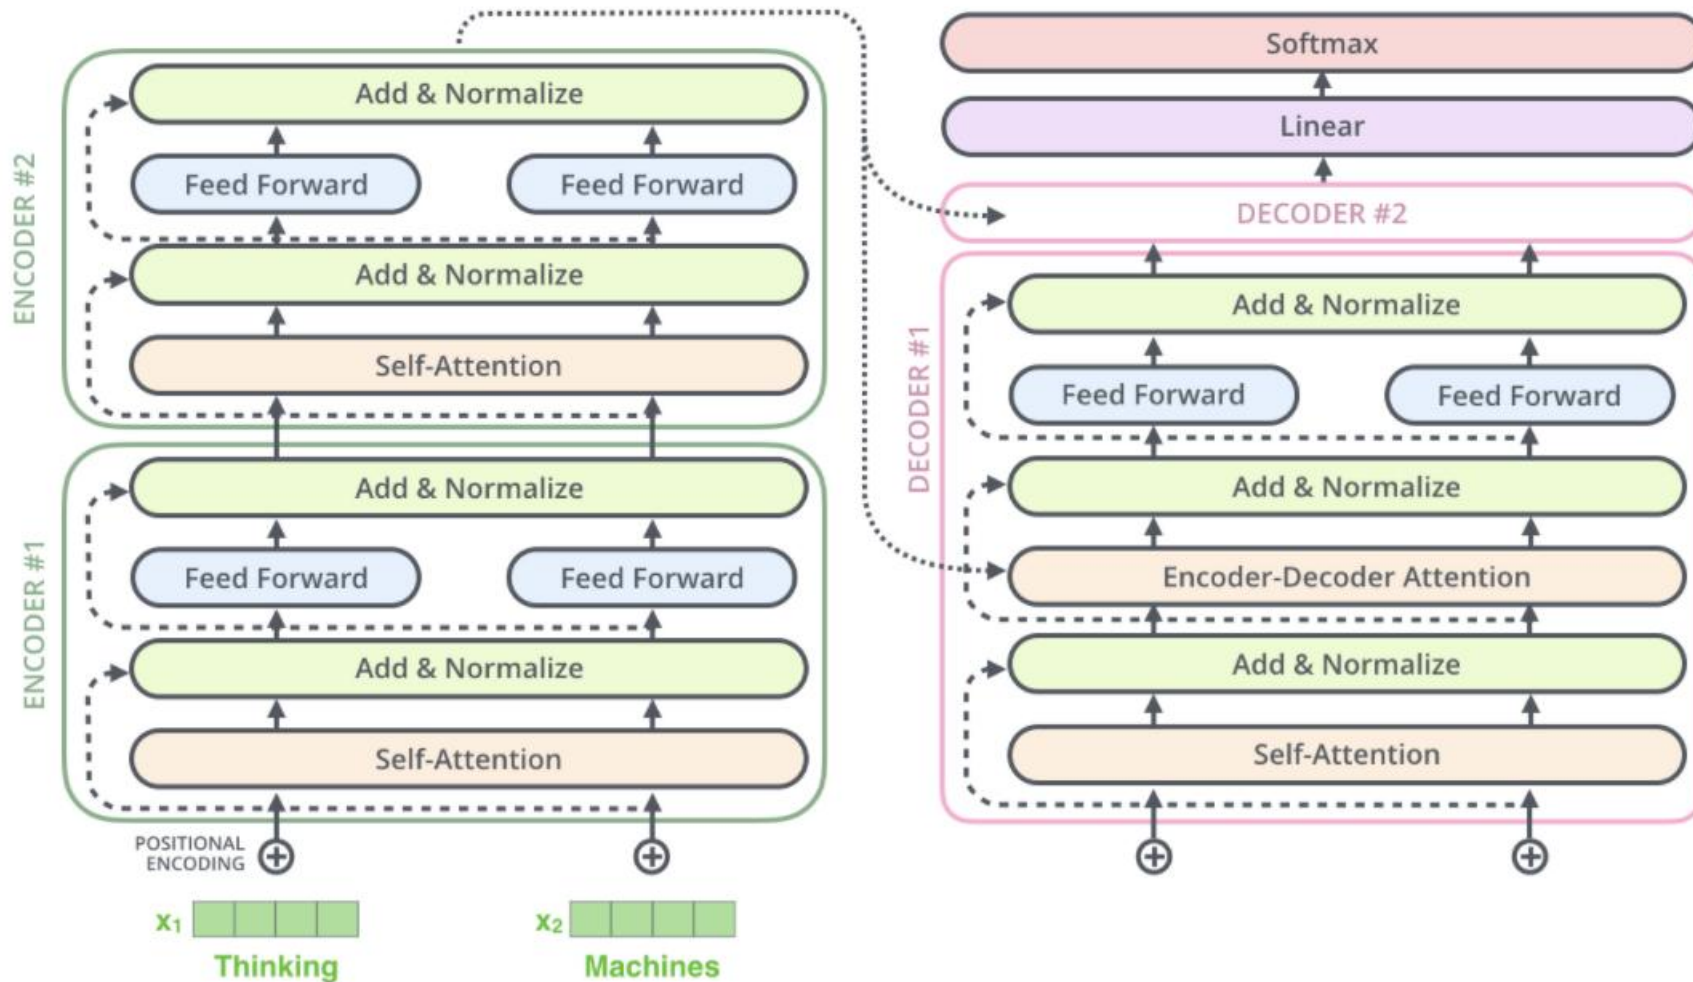 ENCODER #2
Add & Normalize
Feed Forward
Feed Forward
Add & Normalize
Self-Attention
ENCODER #1
Add & Normalize
Feed Forward
Feed Forward
Add & Normalize
Self-Attention
POSITIONAL
ENCODING
x₁
x₂
Thinking
Machines
Softmax
Linear
DECODER #2
DECODER #1
Add & Normalize
Feed Forward
Feed Forward
Add & Normalize
Encoder-Decoder Attention
Add & Normalize
Self-Attention